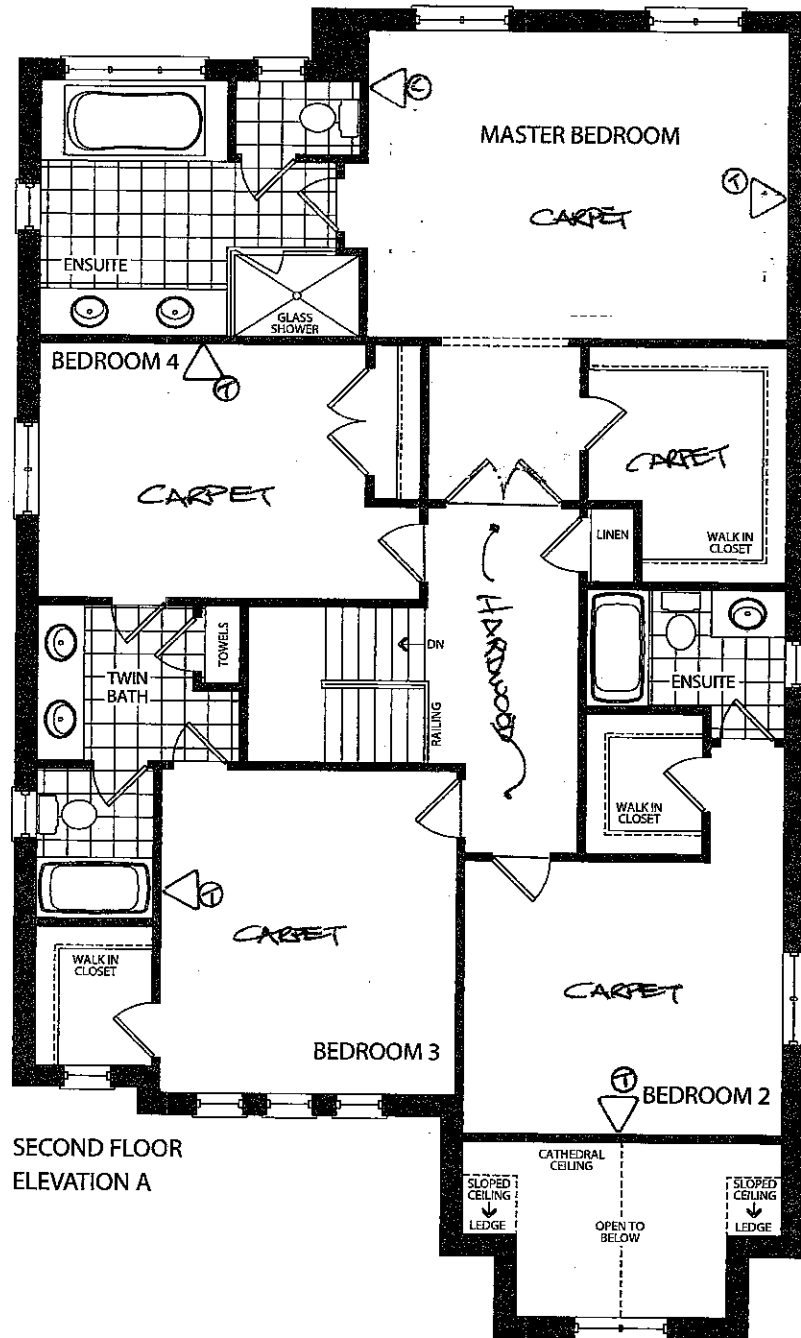 MASTER BEDROOM
T
CARPET
ENSUITE
GLASS
SHOWER
BEDROOM 4
T
CARPET
CARPET
WALK IN
CLOSET
LINEN
HARDWOOD
DN
RAILING
TOWELS
TWIN
BATH
ENSUITE
WALK IN
CLOSET
T
CARPET
WALK IN
CLOSET
BEDROOM 3
CARPET
T
BEDROOM 2
SECOND FLOOR
ELEVATION A
CATHEDRAL
CEILING
SLOPED
CEILING
LEDGE
OPEN TO
BELOW
SLOPED
CEILING
LEDGE